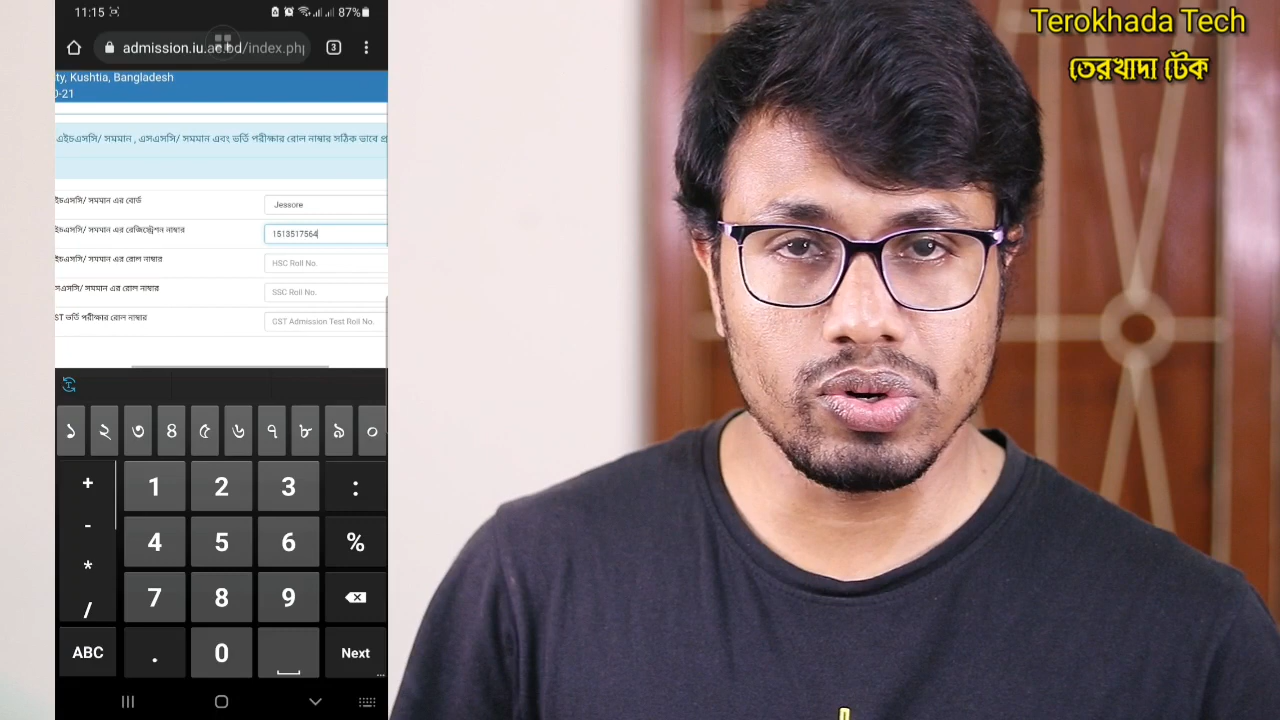 11:15
87%
admission.iu.ac.bd/index.php
3
ty, Kushtia, Bangladesh
0-21
এইচএসসি/ সমমান , এসএসসি/ সমমান এবং ভর্তি পরীক্ষার রোল নাম্বার সঠিক ভাবে প্র
ইচএসসি/ সমমান এর বোর্ড
Jessore
ইচএসসি/ সমমান এর রেজিস্ট্রেশন নাম্বার
1513517564
ইচএসসি/ সমমান এর রোল নাম্বার
HSC Roll No.
সএসসি/ সমমান এর রোল নাম্বার
SSC Roll No.
ST ভর্তি পরীক্ষার রোল নাম্বার
GST Admission Test Roll No.
১ ২ ৩ ৪ ৫ ৬ ৭ ৮ ৯ ০
+ 1 2 3 :
- 4 5 6 %
* 7 8 9
/
ABC . 0 Next
Terokhada Tech
তেরখাদা টেক